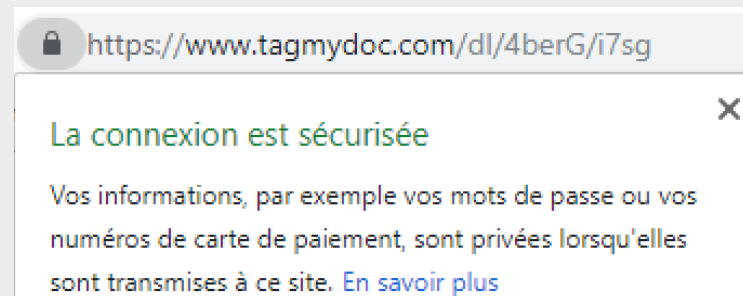 https://www.tagmydoc.com/dl/4berG/i7sg
La connexion est sécurisée
Vos informations, par exemple vos mots de passe ou vos
numéros de carte de paiement, sont privées lorsqu'elles
sont transmises à ce site. En savoir plus